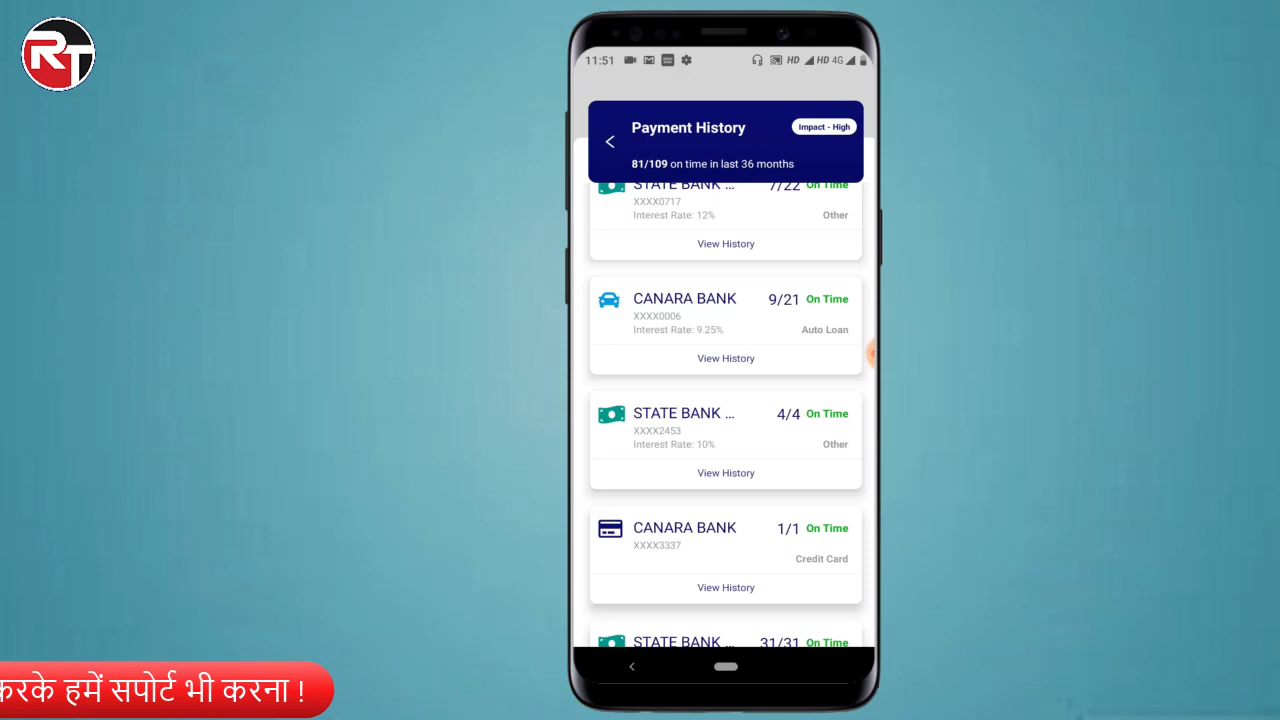 RT
11:51 HD HD 4G
Payment History
Impact - High
81/109 on time in last 36 months
STATE BANK ... 7/22 On Time
XXXX0717
Interest Rate: 12% Other
View History
CANARA BANK 9/21 On Time
XXXX0006
Interest Rate: 9.25% Auto Loan
View History
STATE BANK ... 4/4 On Time
XXXX2453
Interest Rate: 10% Other
View History
CANARA BANK 1/1 On Time
XXXX3337
Credit Card
View History
STATE BANK ... 31/31 On Time
करके हमें सपोर्ट भी करना !